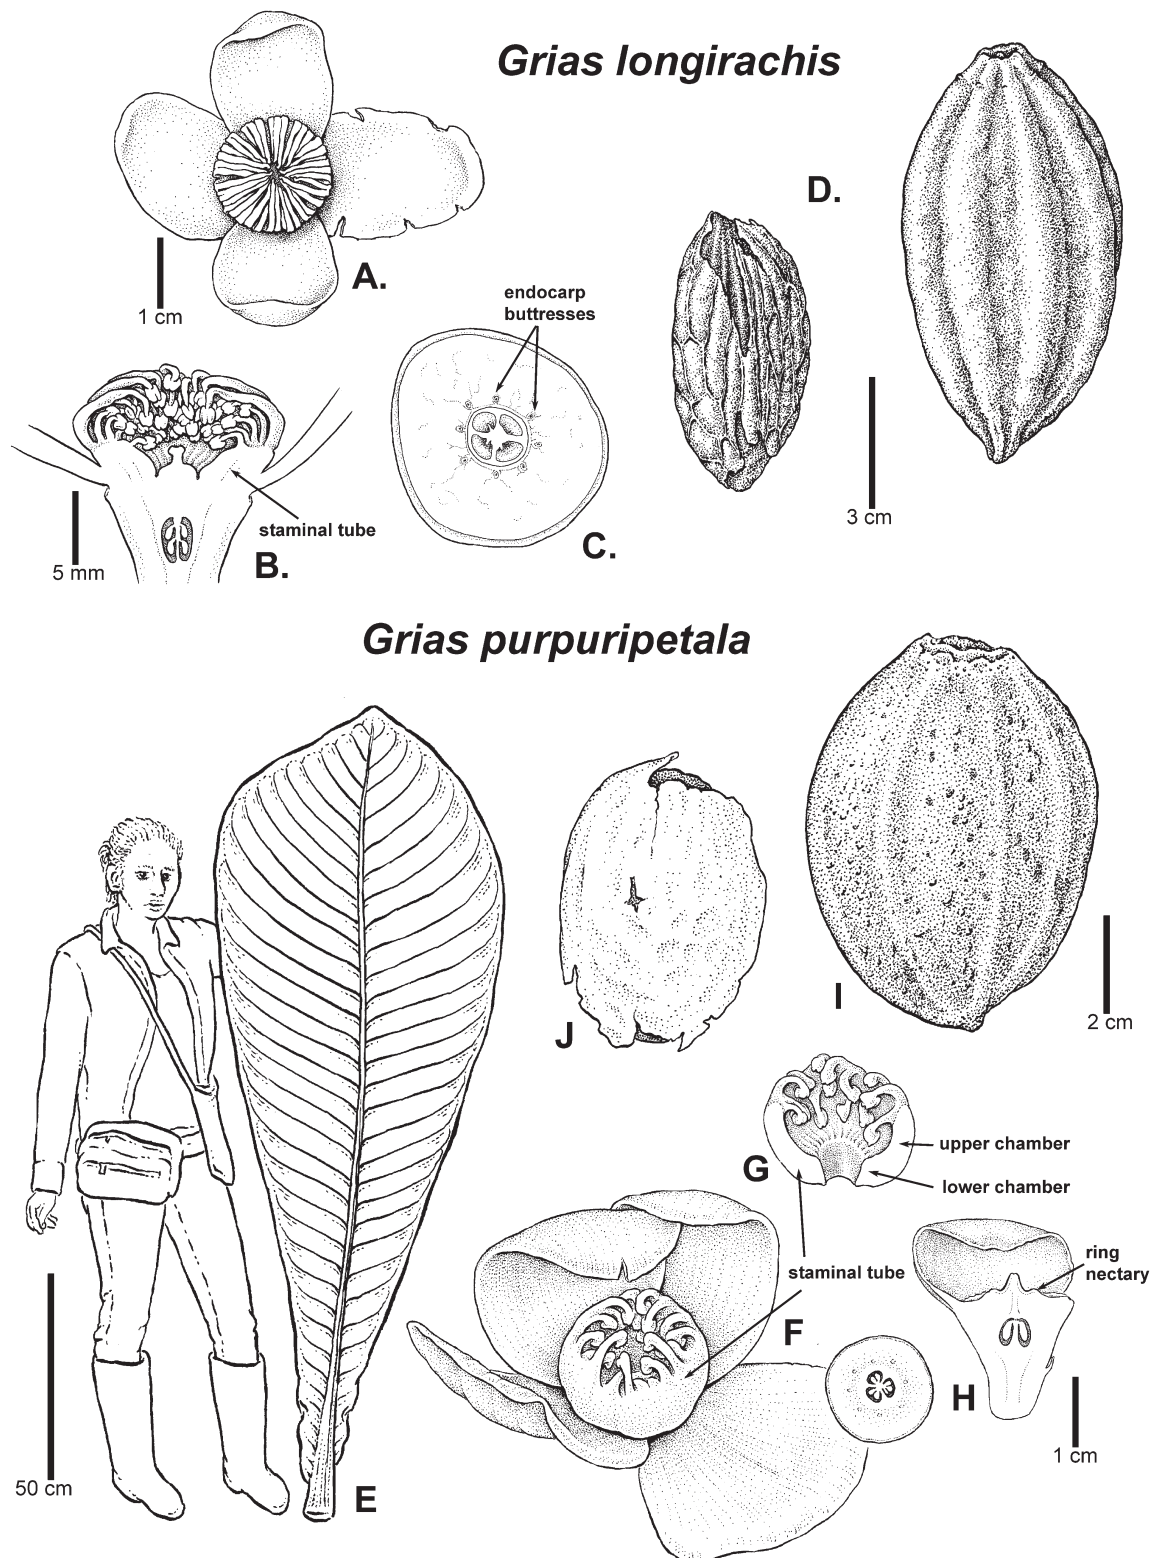 Grias longirachis
D.
A.
1 cm
endocarp
buttresses
staminal tube
B.
5 mm
C.
3 cm
Grias purpuripetala
I
2 cm
J
G
upper chamber
lower chamber
staminal tube
ring
nectary
F
H
1 cm
50 cm
E